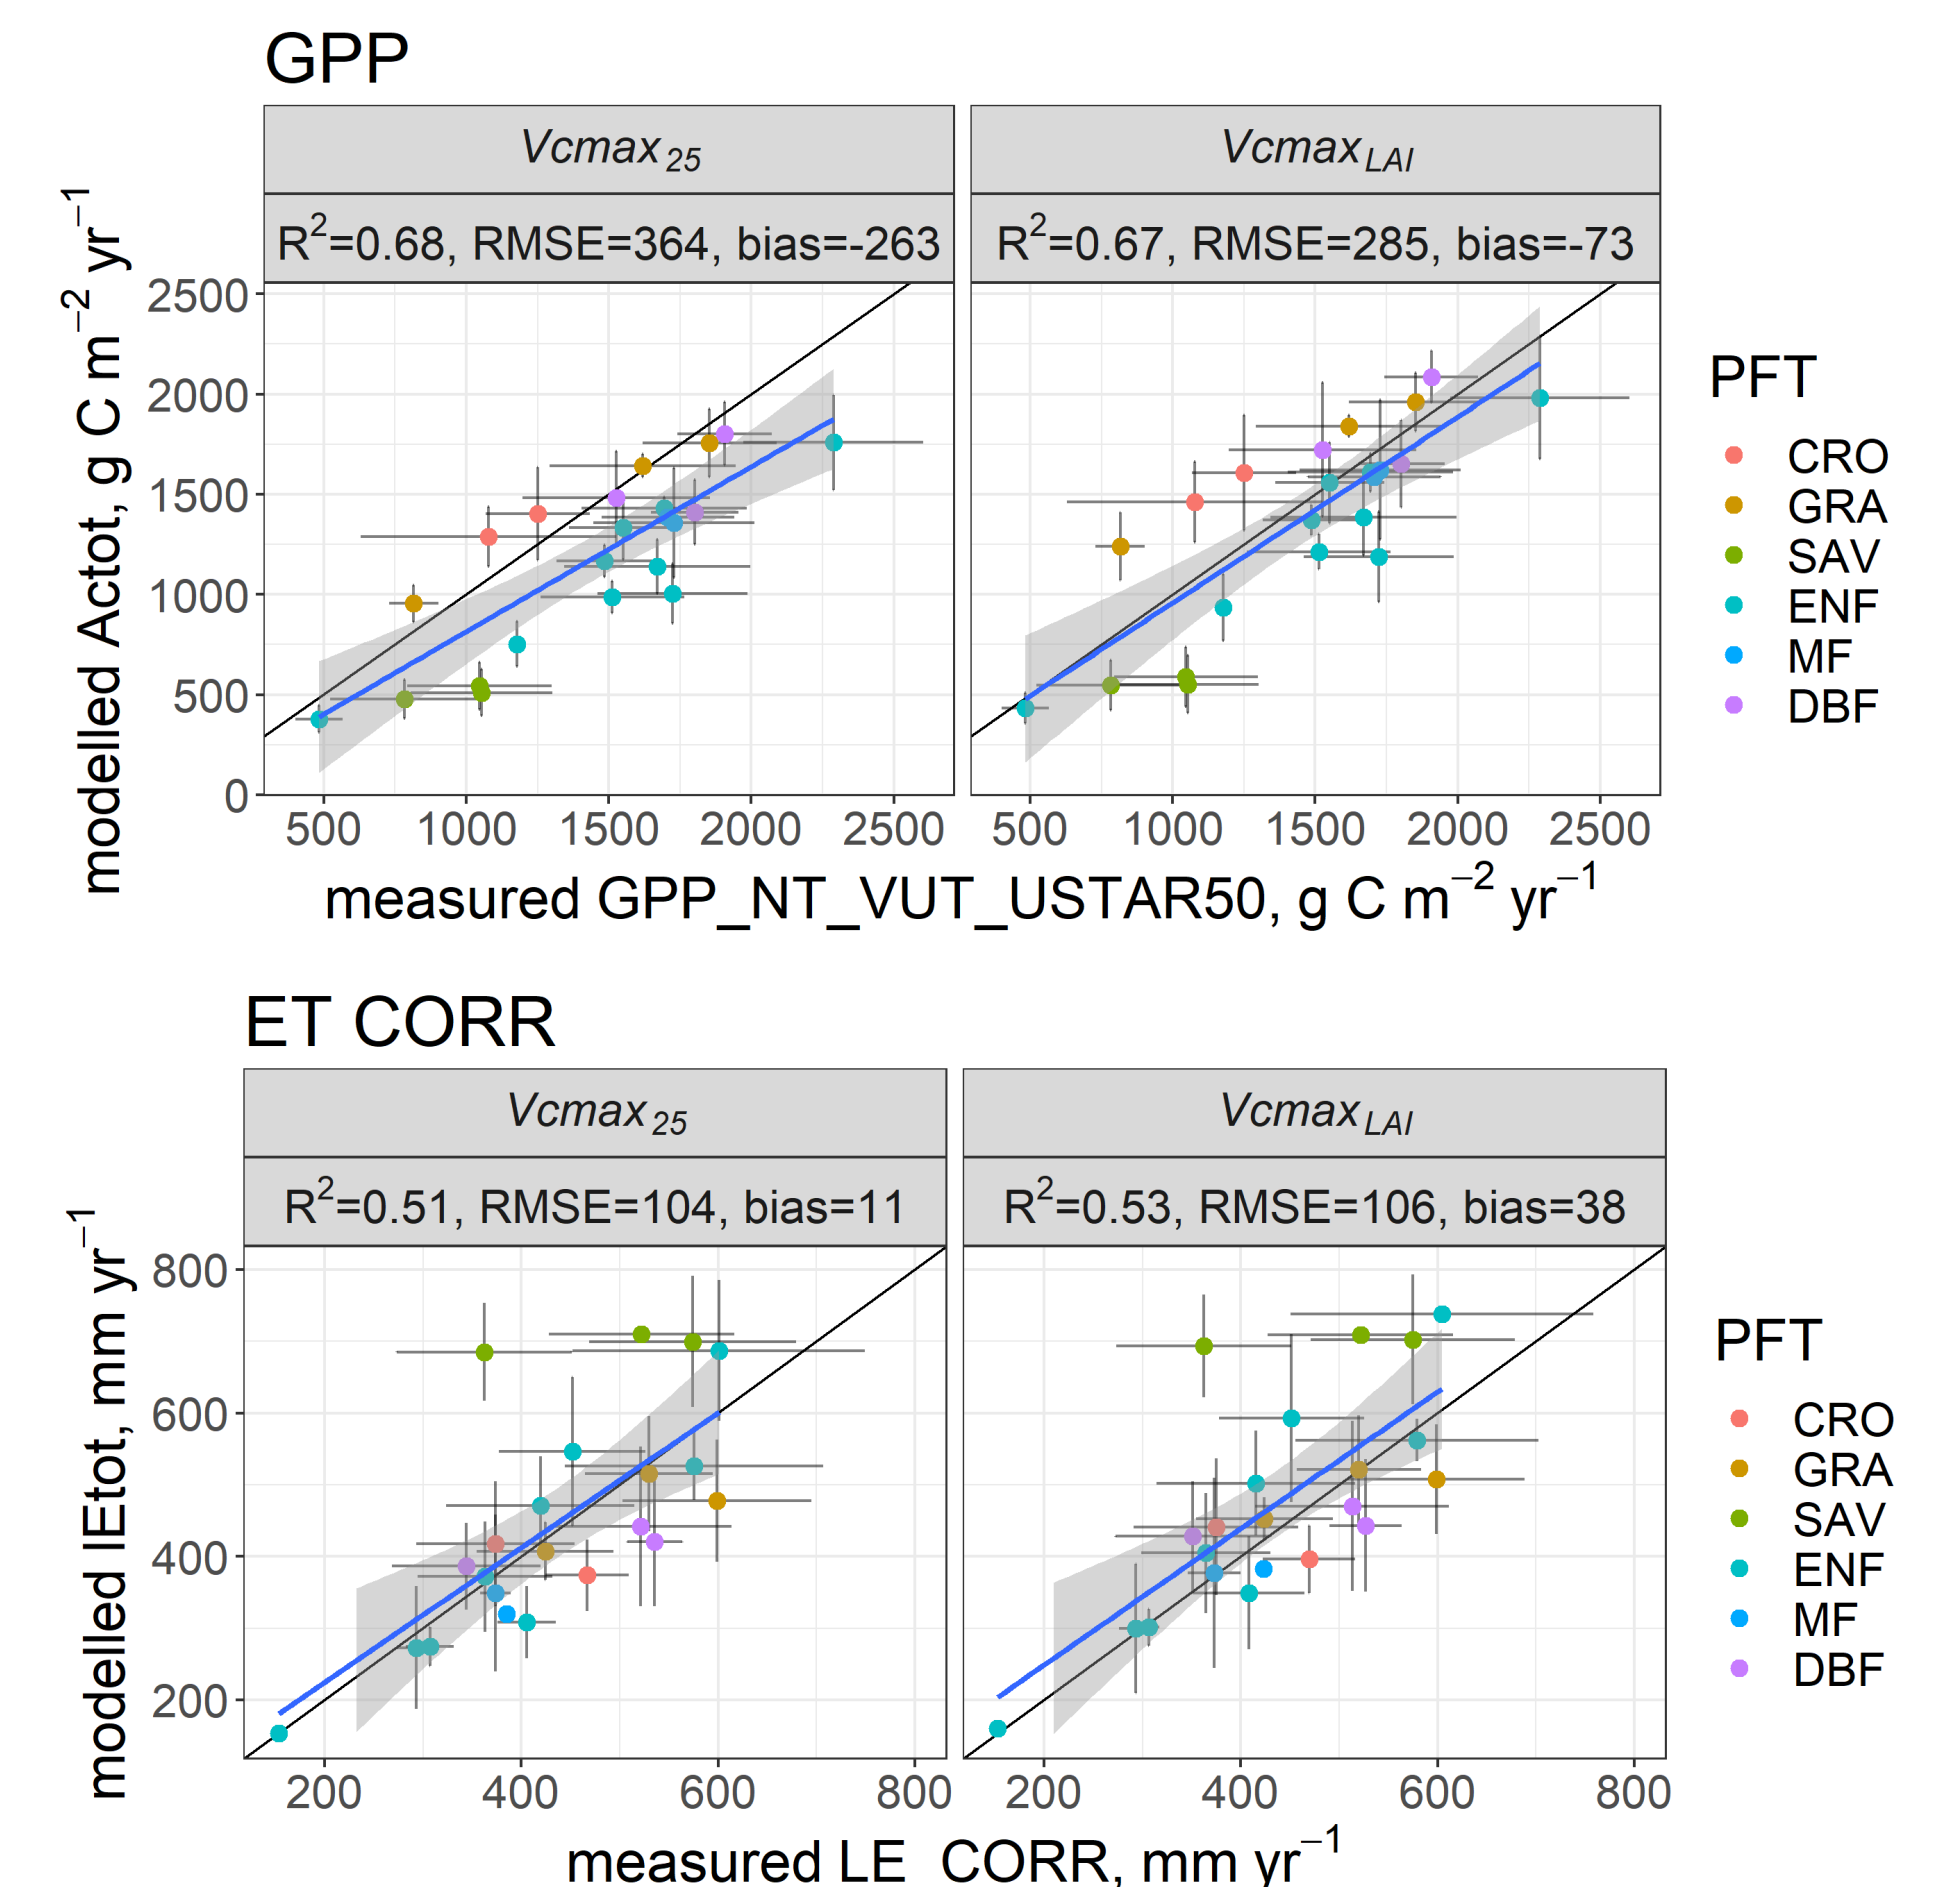 GPP
Vcmax25
VcmaxLAI
R2=0.68, RMSE=364, bias=-263
R2=0.67, RMSE=285, bias=-73
modelled Actot, g C m−2 yr−1
2500
2000
1500
1000
500
0
500 1000 1500 2000 2500
500 1000 1500 2000 2500
measured GPP_NT_VUT_USTAR50, g C m−2 yr−1
PFT
CRO
GRA
SAV
ENF
MF
DBF
ET CORR
Vcmax25
VcmaxLAI
R2=0.51, RMSE=104, bias=11
R2=0.53, RMSE=106, bias=38
modelled lEtot, mm yr−1
800
600
400
200
200 400 600 800
200 400 600 800
measured LE CORR, mm yr−1
PFT
CRO
GRA
SAV
ENF
MF
DBF